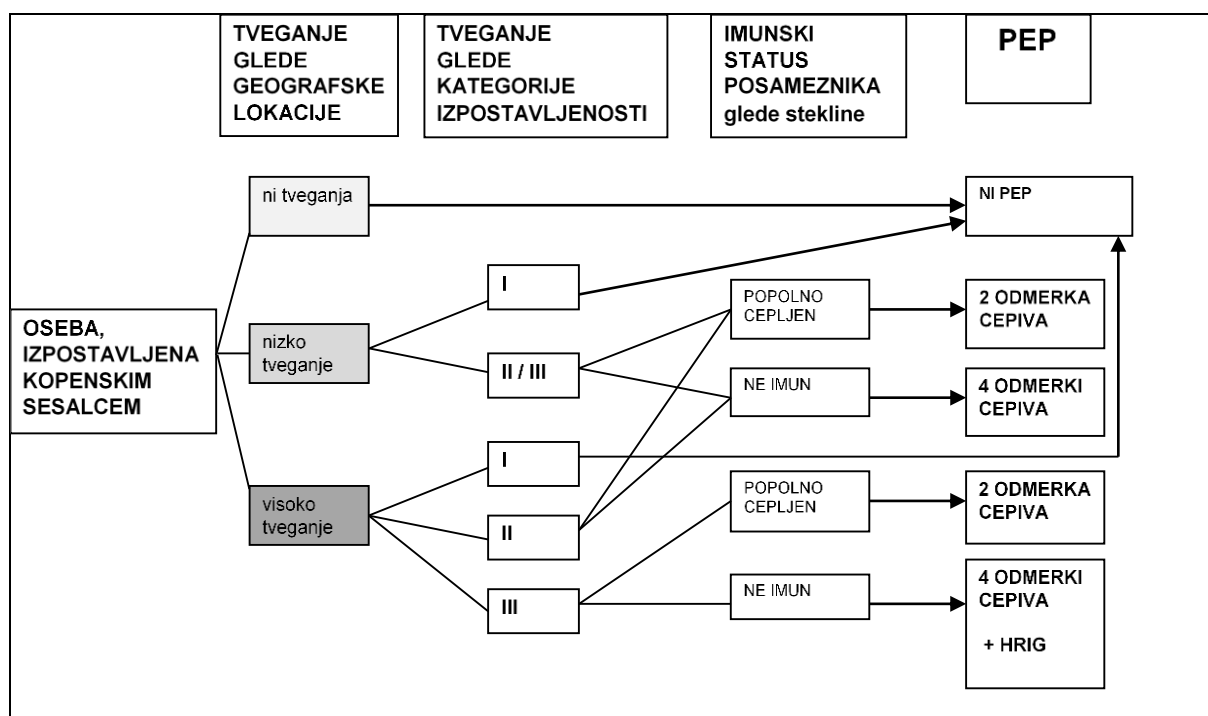 TVEGANJE
GLEDE
GEOGRAFSKE
LOKACIJE
TVEGANJE
GLEDE
KATEGORIJE
IZPOSTAVLJENOSTI
IMUNSKI
STATUS
POSAMEZNIKA
glede stekline
PEP
ni tveganja
NI PEP
I
POPOLNO
CEPLJEN
2 ODMERKA
CEPIVA
OSEBA,
IZPOSTAVLJENA
KOPENSKIM
SESALCEM
nizko
tveganje
II / III
NE IMUN
4 ODMERKI
CEPIVA
I
visoko
tveganje
II
POPOLNO
CEPLJEN
2 ODMERKA
CEPIVA
III
NE IMUN
4 ODMERKI
CEPIVA
+ HRIG